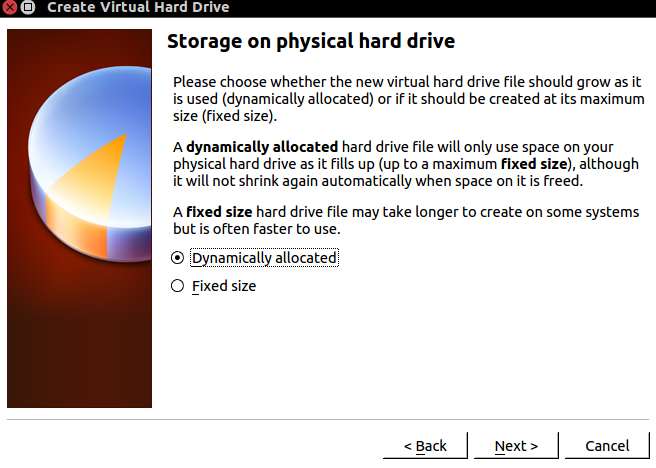 Create Virtual Hard Drive
Storage on physical hard drive
Please choose whether the new virtual hard drive file should grow as it
is used (dynamically allocated) or if it should be created at its maximum
size (fixed size).
A dynamically allocated hard drive file will only use space on your
physical hard drive as it fills up (up to a maximum fixed size), although
it will not shrink again automatically when space on it is freed.
A fixed size hard drive file may take longer to create on some systems
but is often faster to use.
Dynamically allocated
Fixed size
< Back
Next >
Cancel